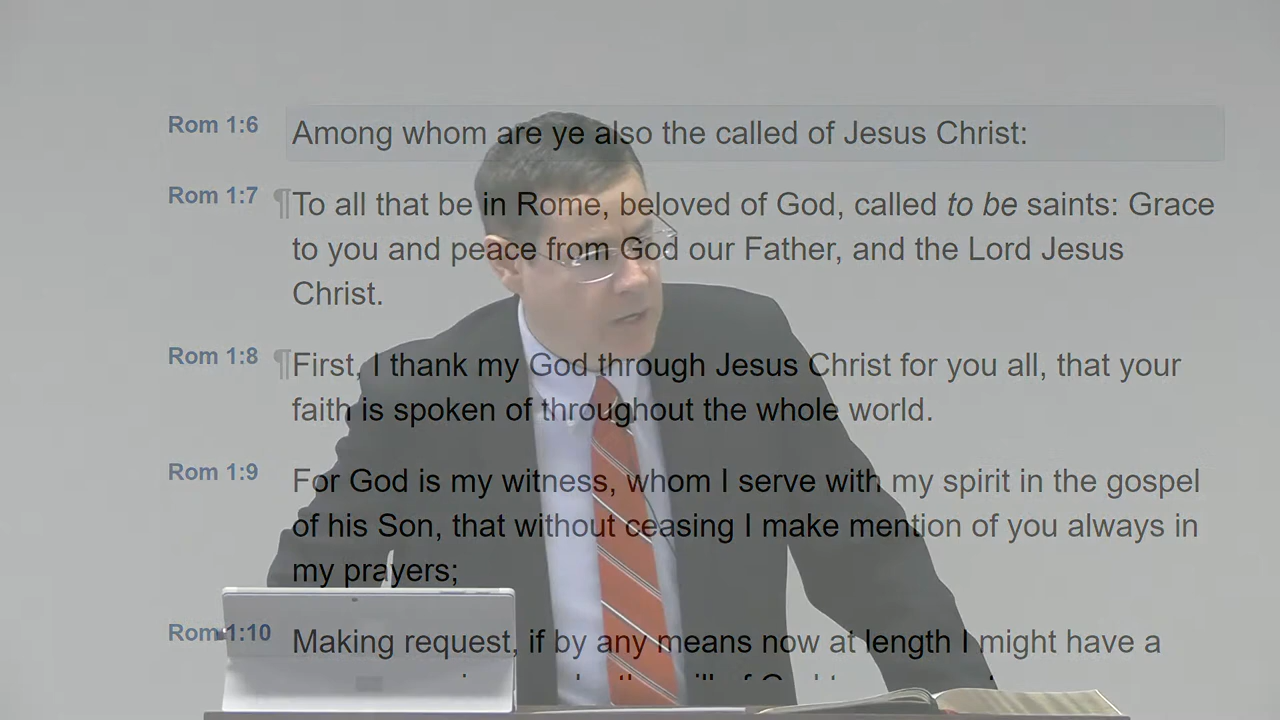 Rom 1:6 Among whom are ye also the called of Jesus Christ:
Rom 1:7 ¶To all that be in Rome, beloved of God, called to be saints: Grace
to you and peace from God our Father, and the Lord Jesus
Christ.
Rom 1:8 ¶First, I thank my God through Jesus Christ for you all, that your
faith is spoken of throughout the whole world.
Rom 1:9 For God is my witness, whom I serve with my spirit in the gospel
of his Son, that without ceasing I make mention of you always in
my prayers;
Rom 1:10 Making request, if by any means now at length I might have a